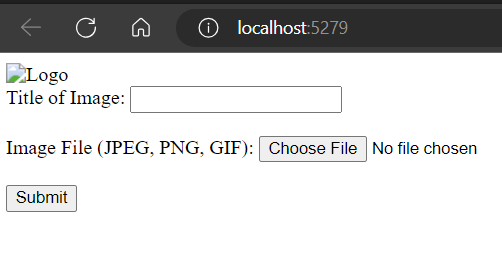 localhost:5279
Logo
Title of Image:
Image File (JPEG, PNG, GIF): Choose File No file chosen
Submit